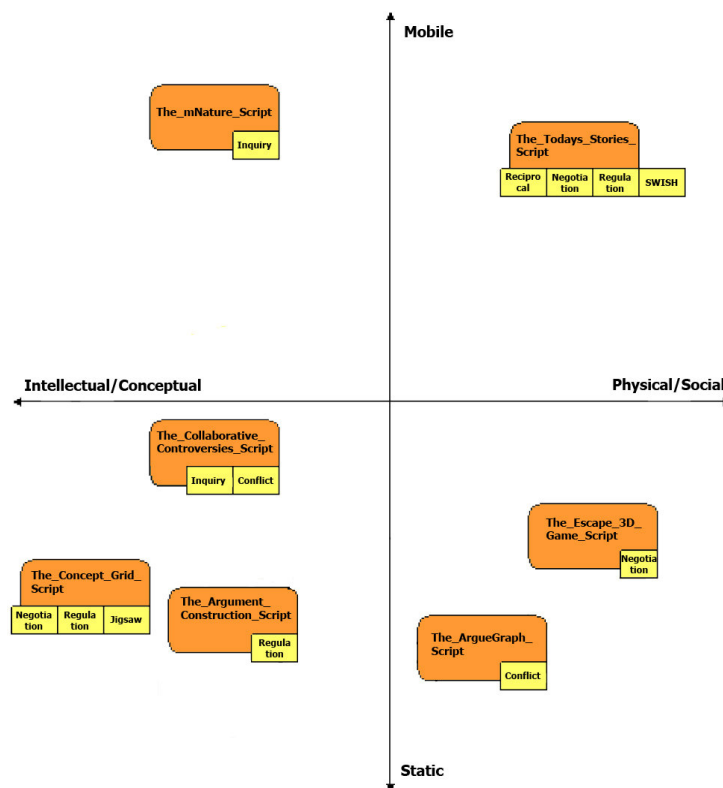 Mobile
The_mNature_Script
Inquiry
The_Todays_Stories_
Script
Recipro
cal
Negotia
tion
Regula
tion
SWISH
Intellectual/Conceptual
Physical/Social
The_Collaborative_
Controversies_Script
Inquiry
Conflict
The_Escape_3D_
Game_Script
Negotia
tion
The_Concept_Grid_
Script
Negotia
tion
Regula
tion
Jigsaw
The_Argument_
Construction_Script
Regula
tion
The_ArgueGraph_
Script
Conflict
Static